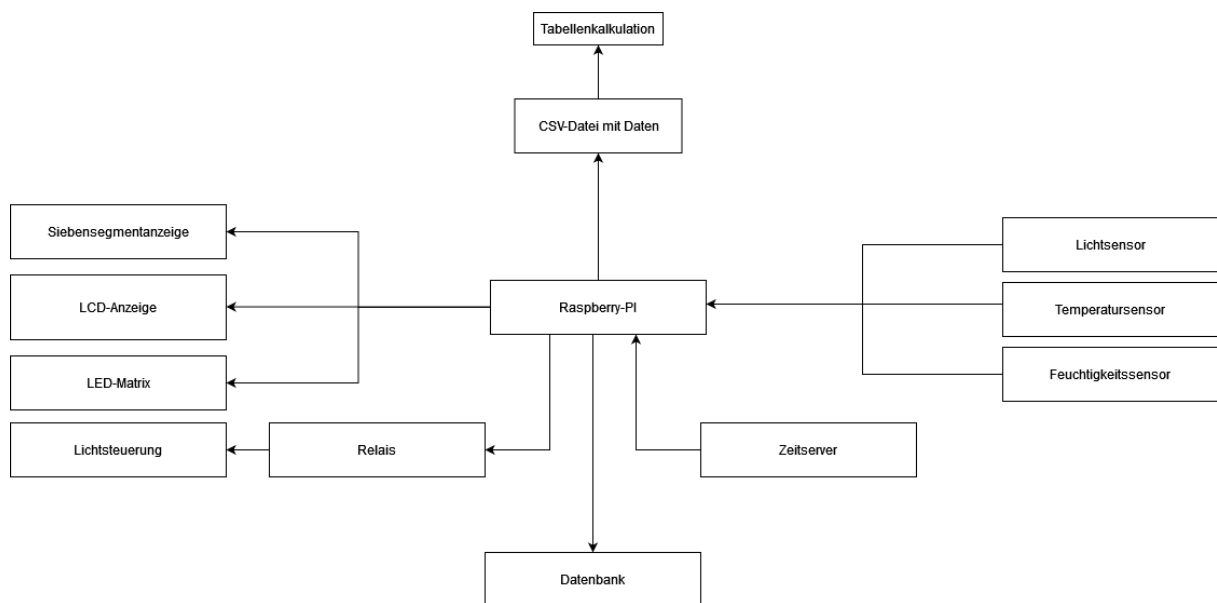 Tabellenkalkulation
CSV-Datei mit Daten
Siebensegmentanzeige
Lichtsensor
LCD-Anzeige
Raspberry-PI
Temperatursensor
LED-Matrix
Feuchtigkeitssensor
Lichtsteuerung
Relais
Zeitserver
Datenbank